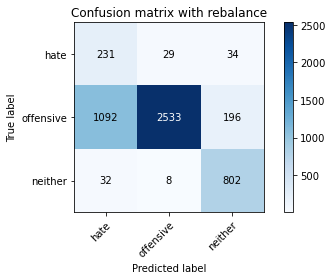 Confusion matrix with rebalance
True label
hate
offensive
neither
231 29 34
1092 2533 196
32 8 802
hate
offensive
neither
Predicted label
2500
2000
1500
1000
500